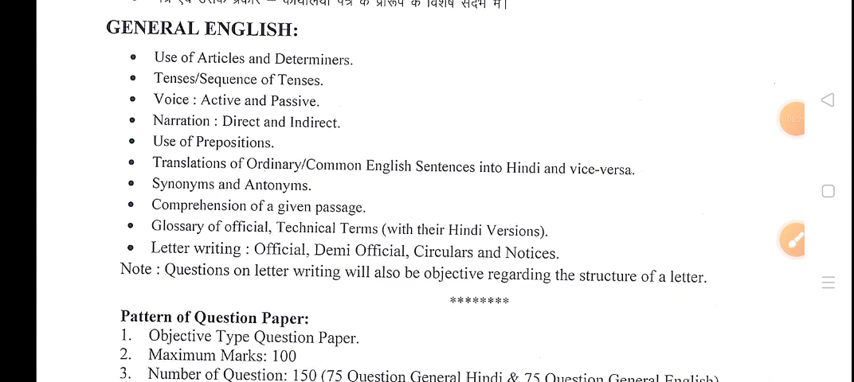 कार्यालयी पत्र के प्रारूप के विशेष संदर्भ में।
GENERAL ENGLISH:
• Use of Articles and Determiners.
• Tenses/Sequence of Tenses.
• Voice : Active and Passive.
• Narration : Direct and Indirect.
• Use of Prepositions.
• Translations of Ordinary/Common English Sentences into Hindi and vice-versa.
• Synonyms and Antonyms.
• Comprehension of a given passage.
• Glossary of official, Technical Terms (with their Hindi Versions).
• Letter writing : Official, Demi Official, Circulars and Notices.
Note : Questions on letter writing will also be objective regarding the structure of a letter.
********
Pattern of Question Paper:
1. Objective Type Question Paper.
2. Maximum Marks: 100
3. Number of Question: 150 (75 Question General Hindi & 75 Question General English)